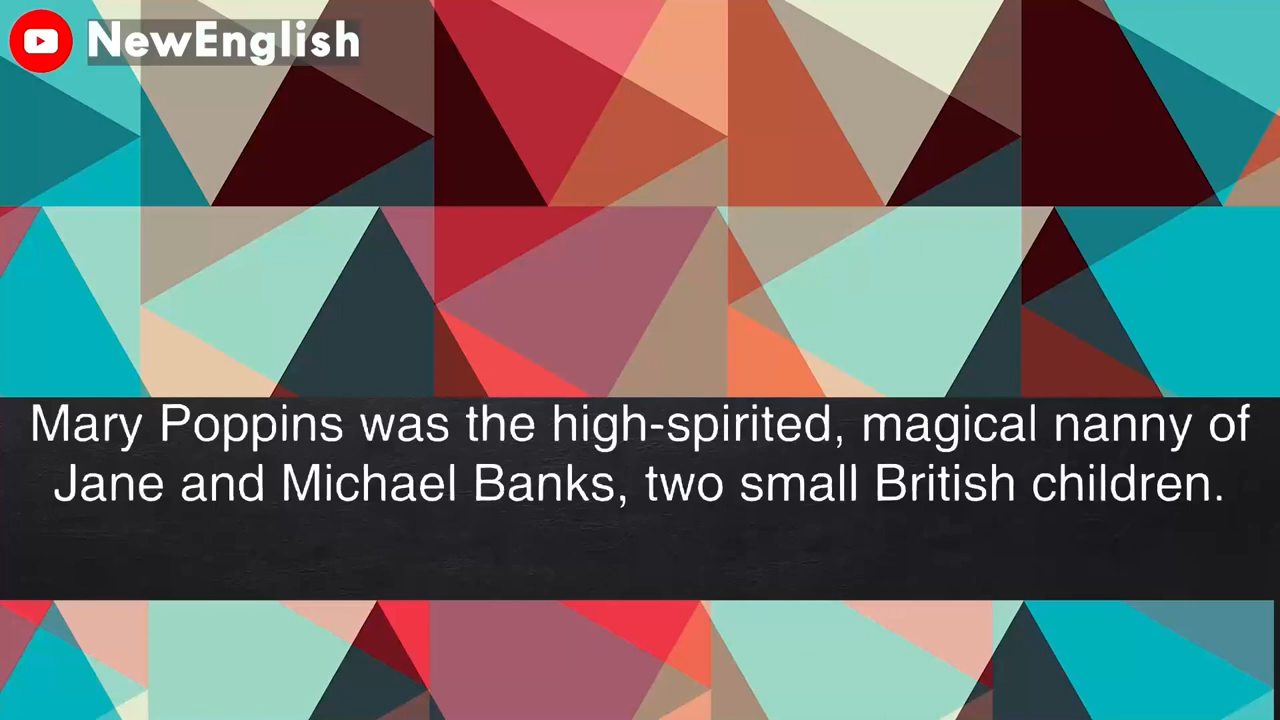 NewEnglish
Mary Poppins was the high-spirited, magical nanny of
Jane and Michael Banks, two small British children.